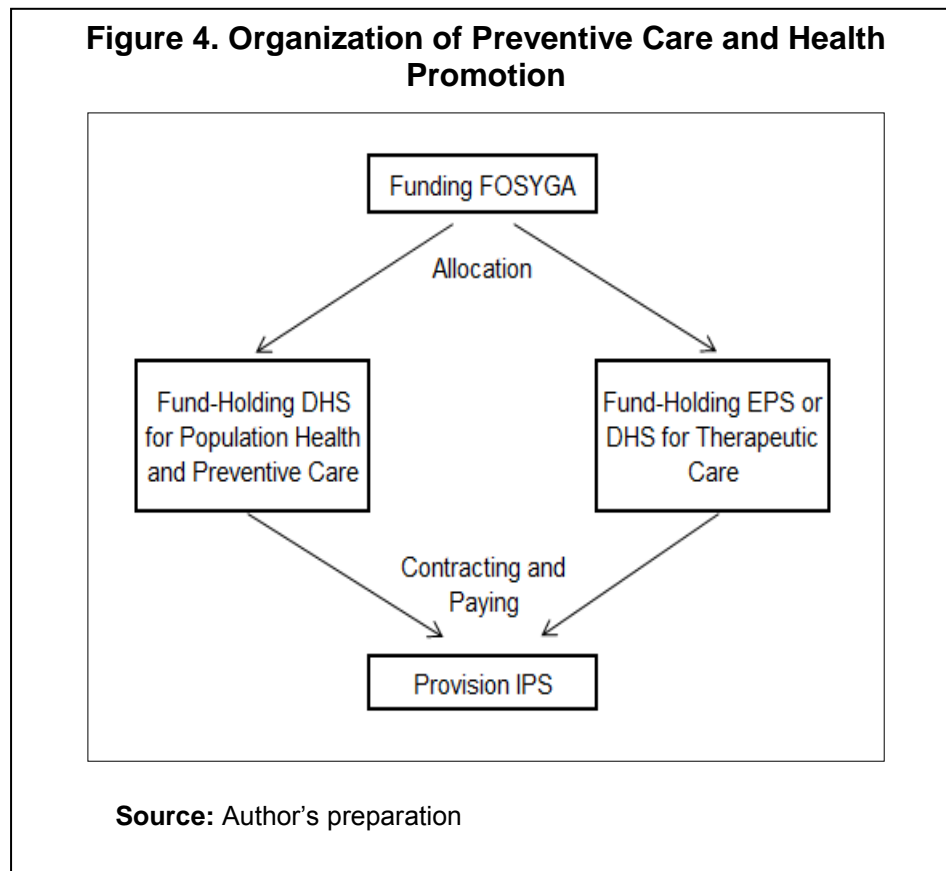 Figure 4. Organization of Preventive Care and Health
Promotion
Funding FOSYGA
Allocation
Fund-Holding DHS
for Population Health
and Preventive Care
Fund-Holding EPS or
DHS for Therapeutic
Care
Contracting and
Paying
Provision IPS
Source: Author’s preparation